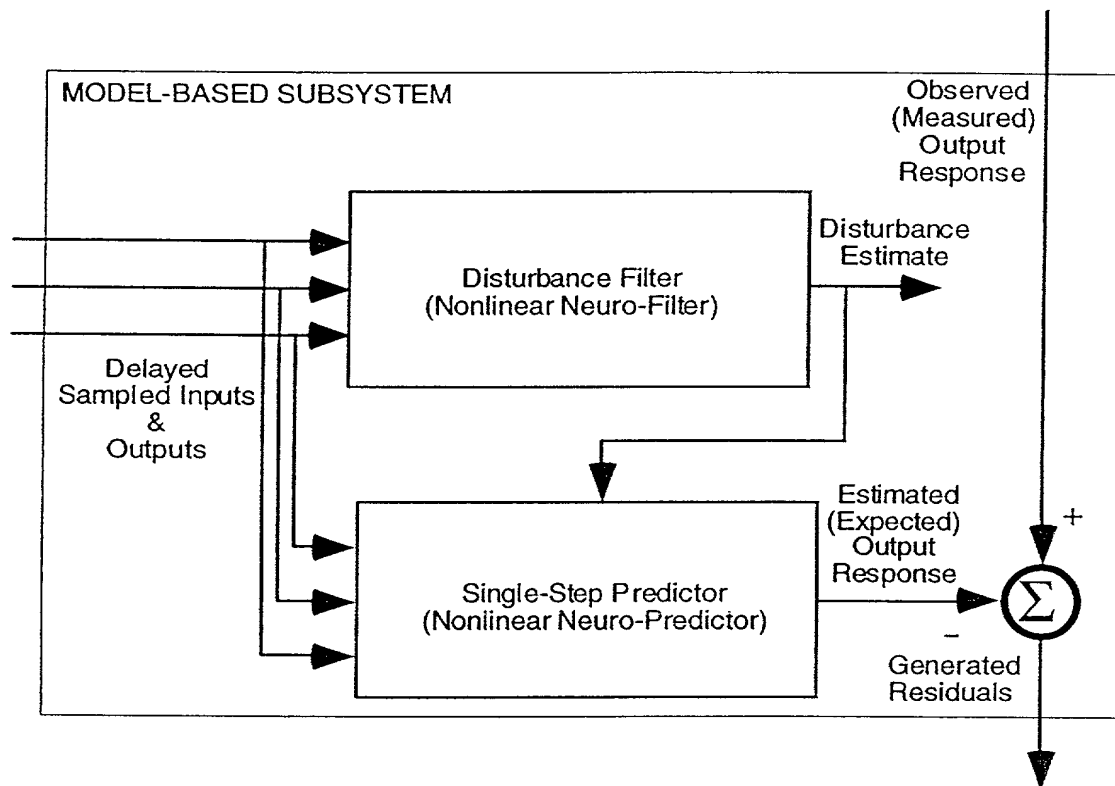 MODEL-BASED SUBSYSTEM
Observed
(Measured)
Output
Response
Disturbance Filter
(Nonlinear Neuro-Filter)
Disturbance
Estimate
Delayed
Sampled Inputs
&
Outputs
Single-Step Predictor
(Nonlinear Neuro-Predictor)
Estimated
(Expected)
Output
Response
+
Σ
−
Generated
Residuals